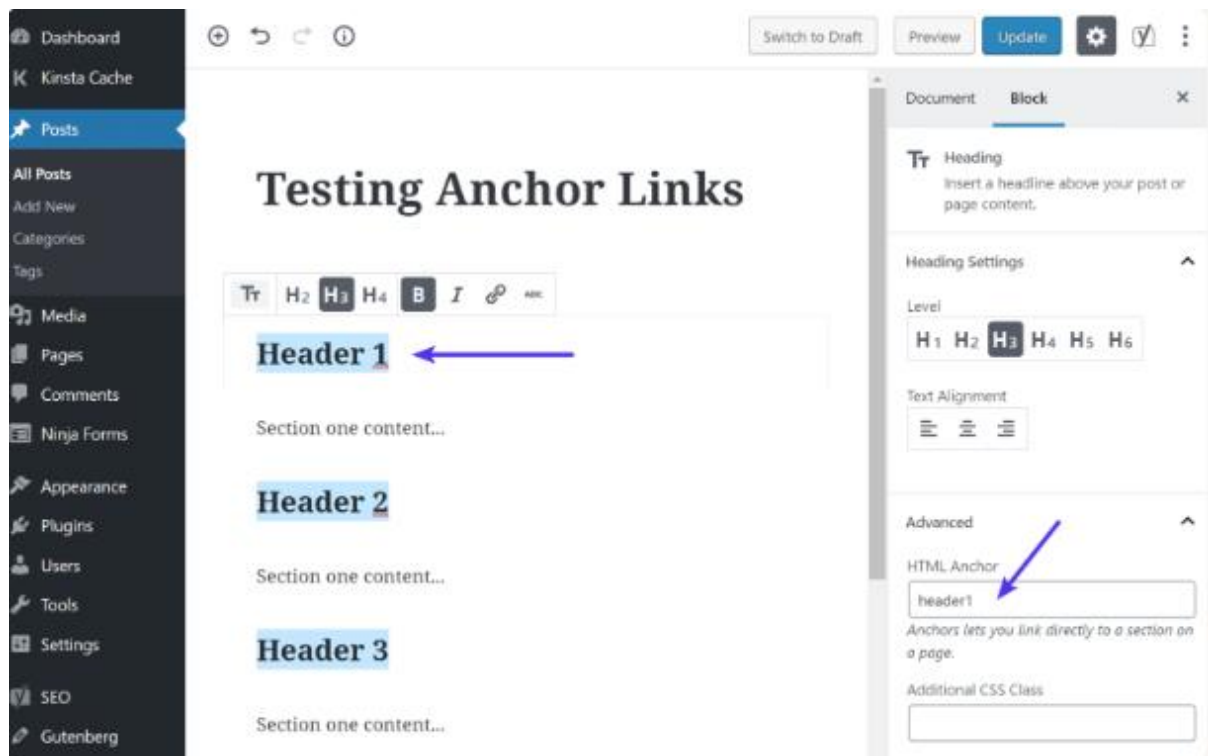 Dashboard
Kinsta Cache
Posts
All Posts
Add New
Categories
Tags
Media
Pages
Comments
Ninja Forms
Appearance
Plugins
Users
Tools
Settings
SEO
Gutenberg
Switch to Draft
Preview
Update
Testing Anchor Links
H2 H3 H4 B I ABC
Header 1
Section one content...
Header 2
Section one content...
Header 3
Section one content...
Document Block
Heading
Insert a headline above your post or
page content.
Heading Settings
Level
H1 H2 H3 H4 H5 H6
Text Alignment
Advanced
HTML Anchor
header1
Anchors lets you link directly to a section on
a page.
Additional CSS Class